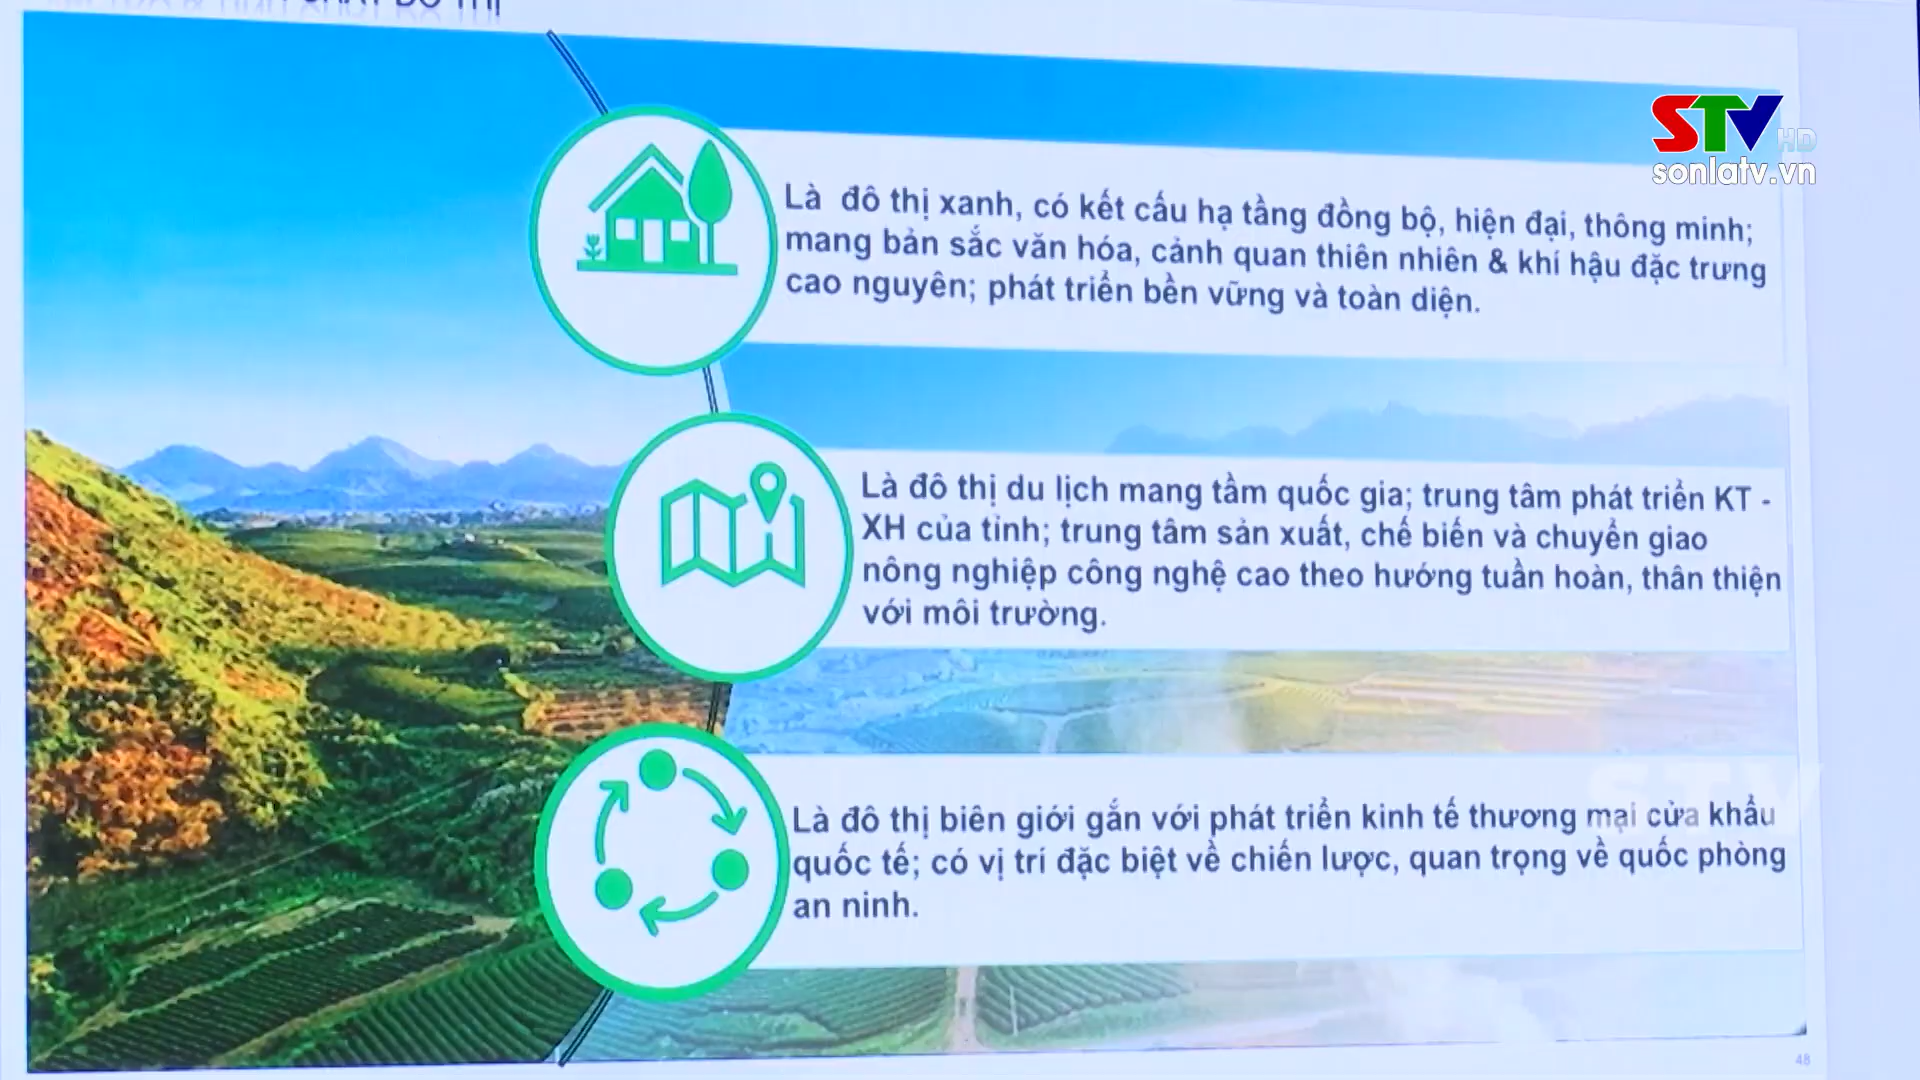 CHẤT ĐÔ THỊ
STV HD
sonlatv.vn
Là đô thị xanh, có kết cấu hạ tầng đồng bộ, hiện đại, thông minh;
mang bản sắc văn hóa, cảnh quan thiên nhiên & khí hậu đặc trưng
cao nguyên; phát triển bền vững và toàn diện.
Là đô thị du lịch mang tầm quốc gia; trung tâm phát triển KT -
XH của tỉnh; trung tâm sản xuất, chế biến và chuyển giao
nông nghiệp công nghệ cao theo hướng tuần hoàn, thân thiện
với môi trường.
STV
Là đô thị biên giới gắn với phát triển kinh tế thương mại cửa khẩu
quốc tế; có vị trí đặc biệt về chiến lược, quan trọng về quốc phòng
an ninh.
48